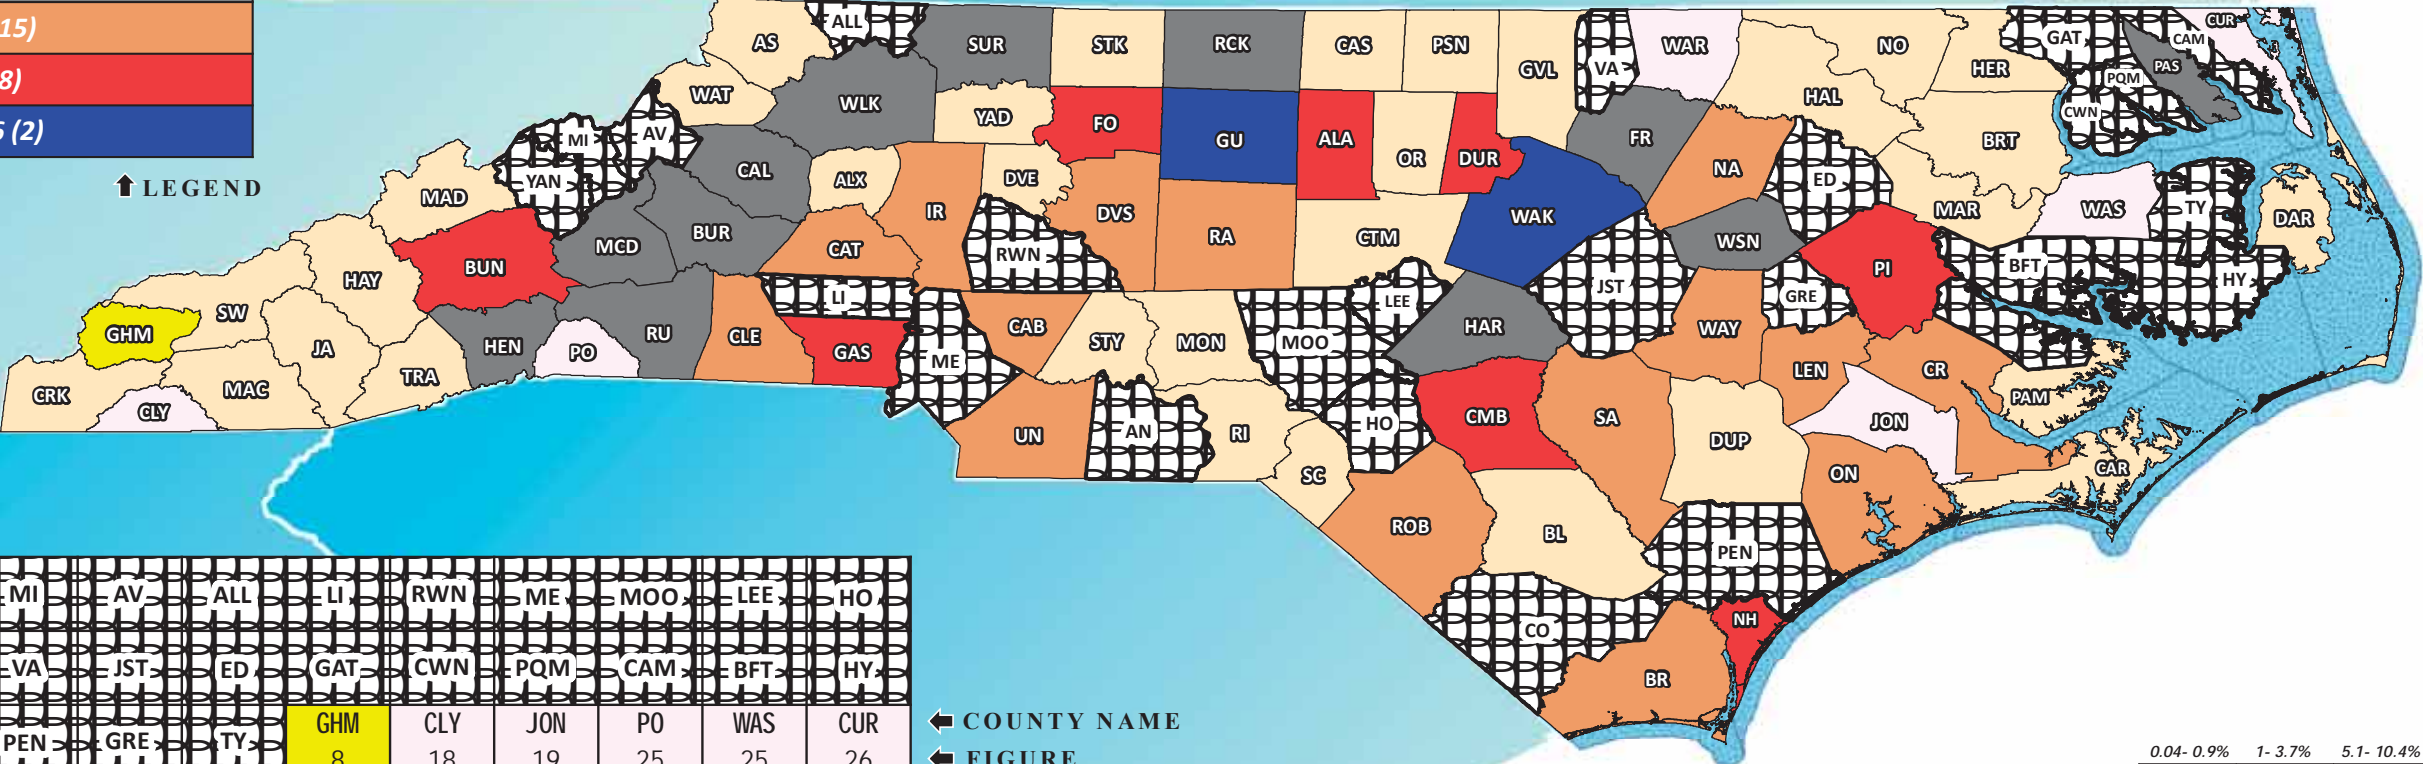 15)
8)
(2)
LEGEND
AS
ALL
SUR
STK
RCK
CAS
PSN
GVL
VA
WAR
NO
HER
GAT
CAM
CUR
PAS
PQM
CWN
WAT
WLK
YAD
FO
GU
ALA
OR
DUR
FR
HAL
BRT
MI
AV
YAN
CAL
ALX
DVE
NA
ED
MAD
BUR
IR
DVS
RA
CTM
WAK
WSN
MAR
WAS
TY
DAR
BUN
MCD
CAT
RWN
PI
BFT
HY
HAY
LI
LEE
JST
GRE
GHM
SW
JA
HEN
PO
RU
CLE
GAS
ME
CAB
STY
MON
MOO
HAR
WAY
LEN
CR
CRK
CLY
MAC
TRA
PAM
UN
AN
RI
SC
HO
CMB
SA
DUP
JON
ON
CAR
ROB
BL
PEN
CO
BR
NH
MI AV ALL LI RWN ME MOO LEE HO
VA JST ED GAT CWN PQM CAM BFT HY
PEN GRE TY GHM CLY JON PO WAS CUR
8 18 19 25 25 26
COUNTY NAME
FIGURE
0.04- 0.9% 1- 3.7% 5.1- 10.4%